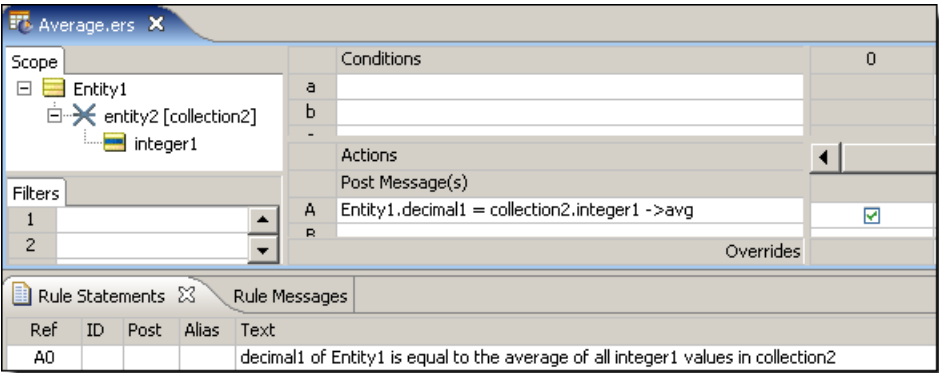 Average.ers
Scope
Entity1
entity2 [collection2]
integer1
Filters
1
2
Conditions 0
a
b
Actions
Post Message(s)
A Entity1.decimal1 = collection2.integer1 ->avg
Overrides
Rule Statements Rule Messages
Ref ID Post Alias Text
A0 decimal1 of Entity1 is equal to the average of all integer1 values in collection2